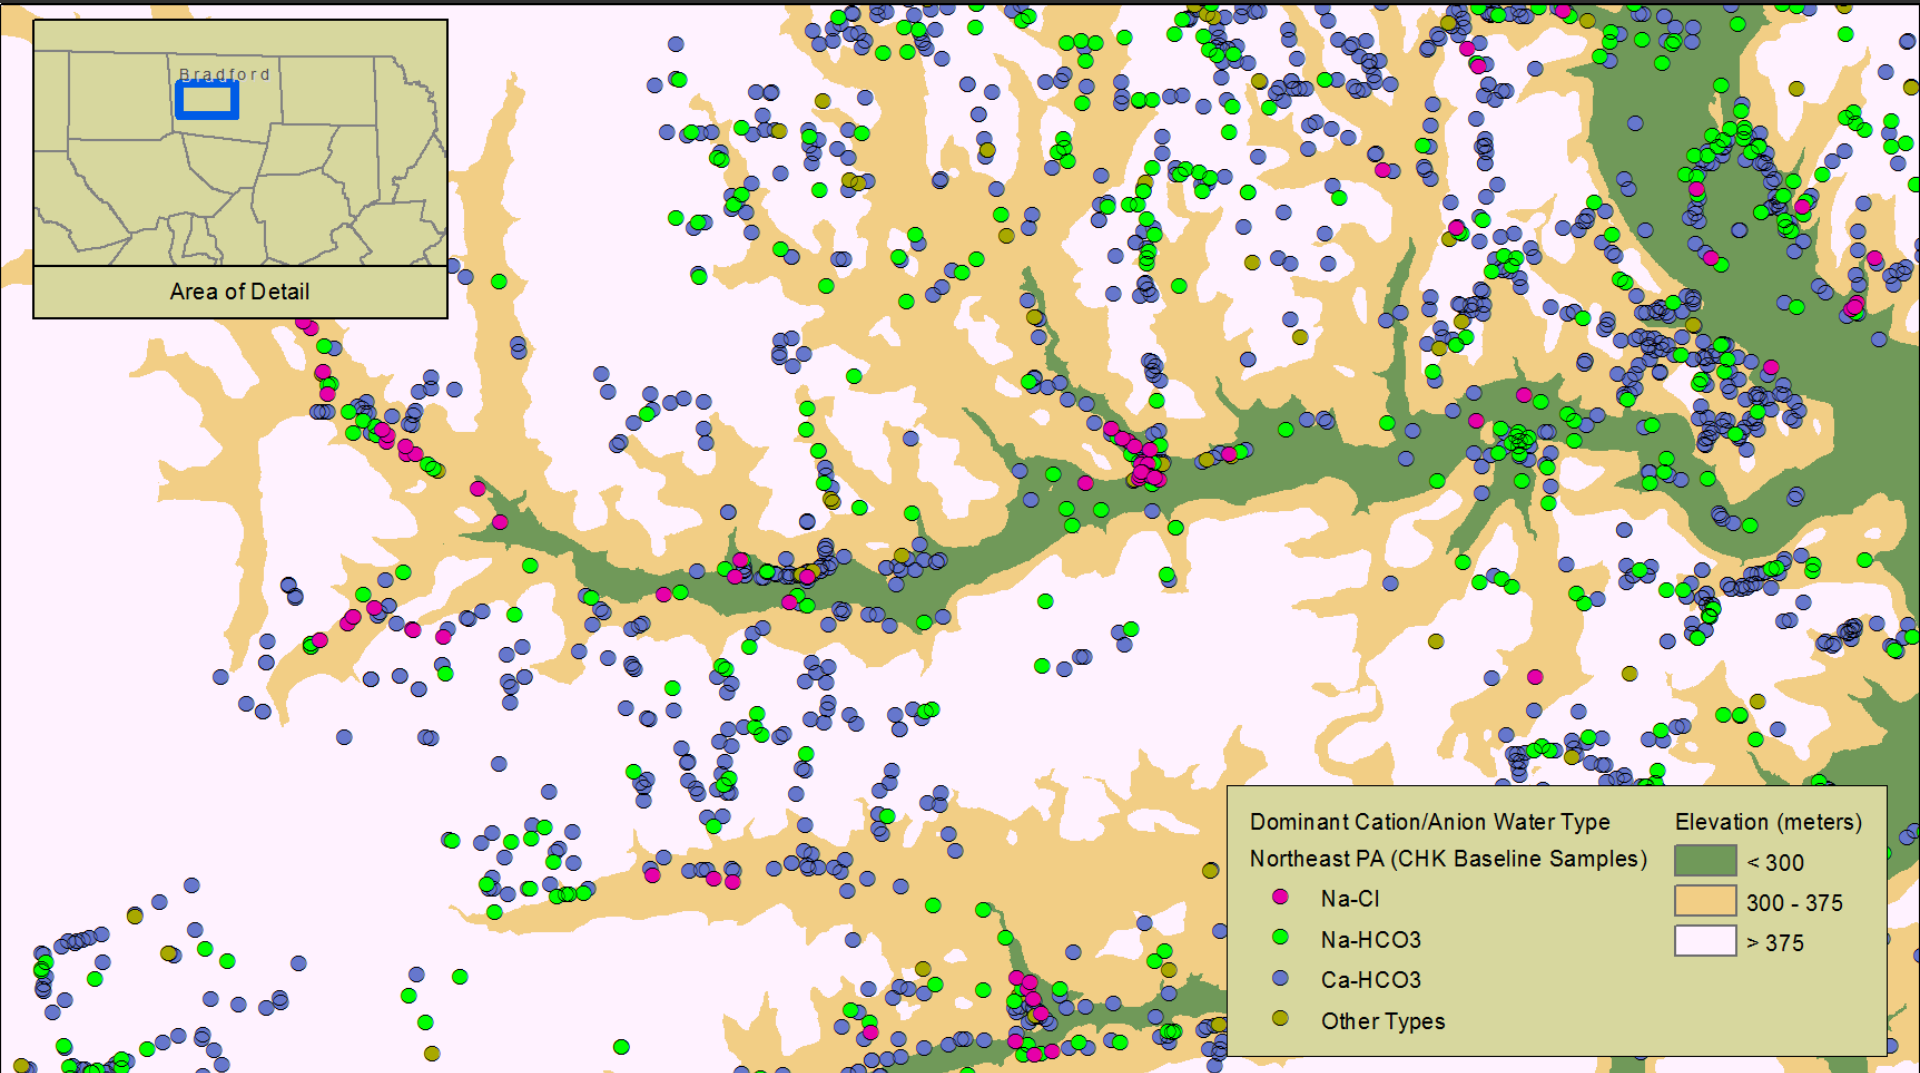 Bradford
Area of Detail
Dominant Cation/Anion Water Type
Northeast PA (CHK Baseline Samples)
Na-Cl
Na-HCO3
Ca-HCO3
Other Types
Elevation (meters)
< 300
300 - 375
> 375